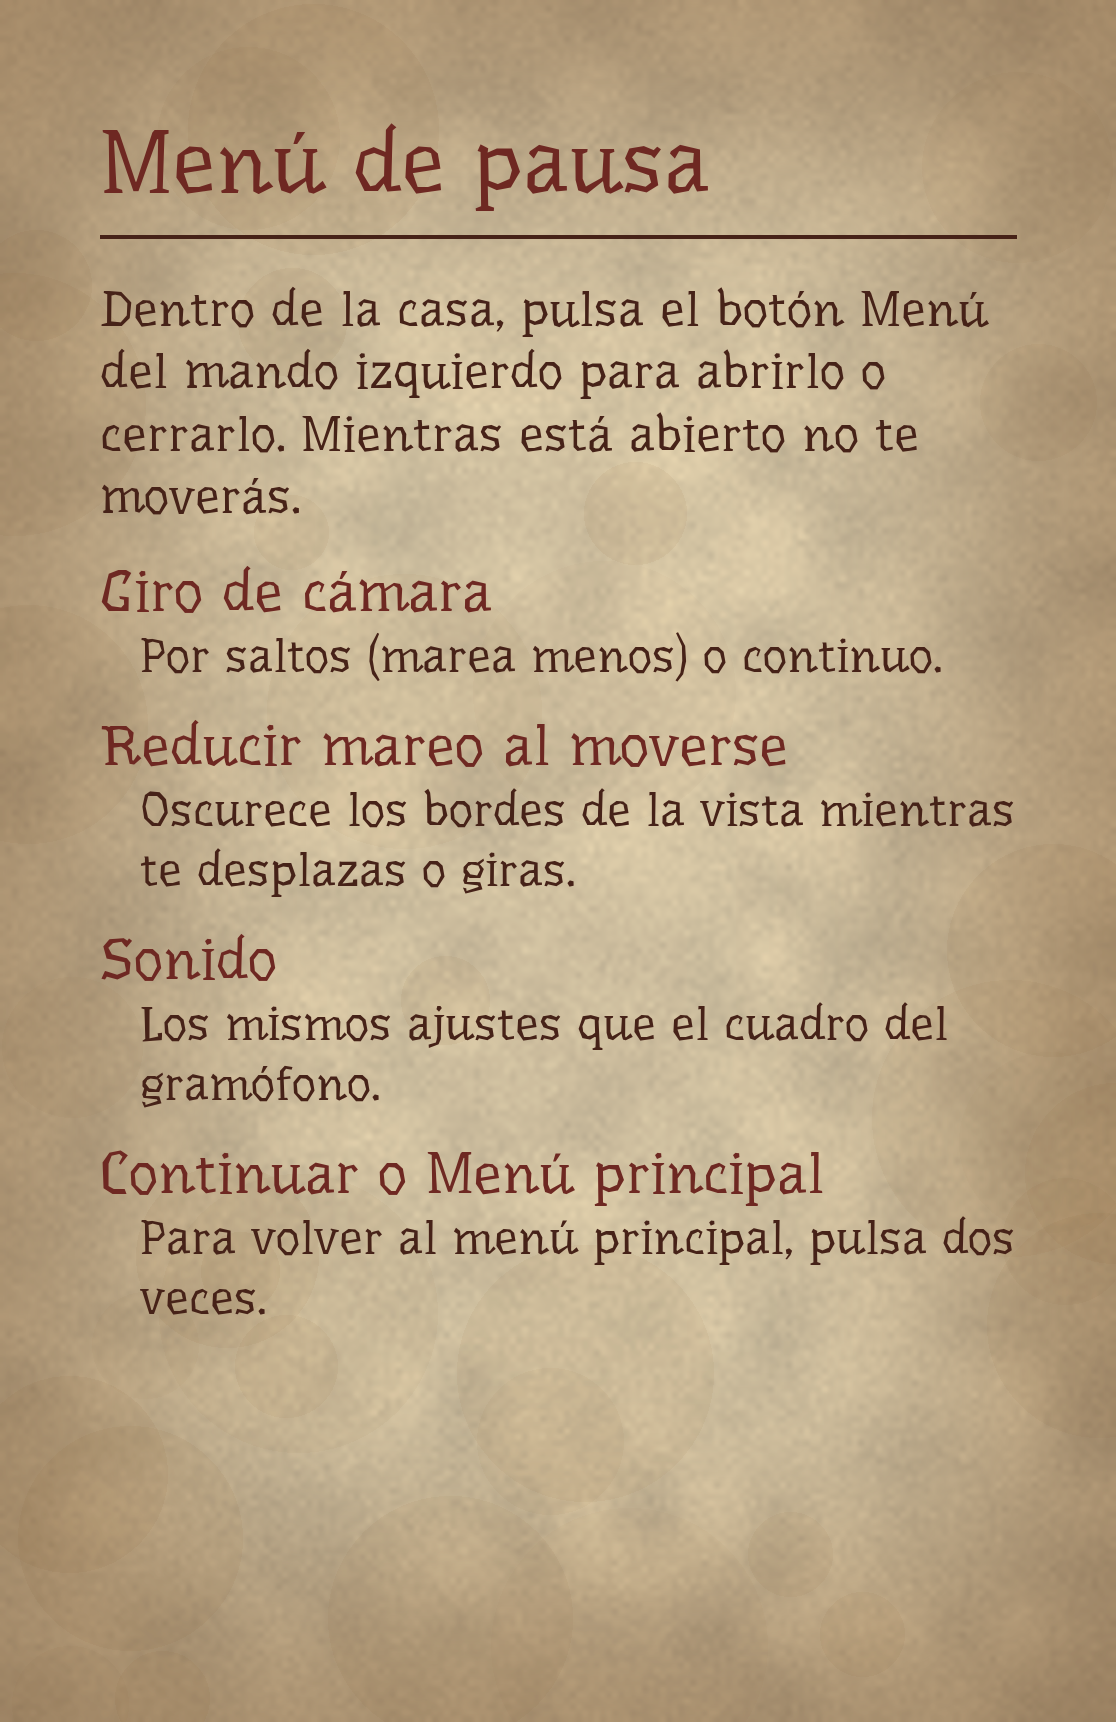 Menú de pausa
Dentro de la casa, pulsa el botón Menú
del mando izquierdo para abrirlo o
cerrarlo. Mientras está abierto no te
moverás.
Giro de cámara
Por saltos (marea menos) o continuo.
Reducir mareo al moverse
Oscurece los bordes de la vista mientras
te desplazas o giras.
Sonido
Los mismos ajustes que el cuadro del
gramófono.
Continuar o Menú principal
Para volver al menú principal, pulsa dos
veces.